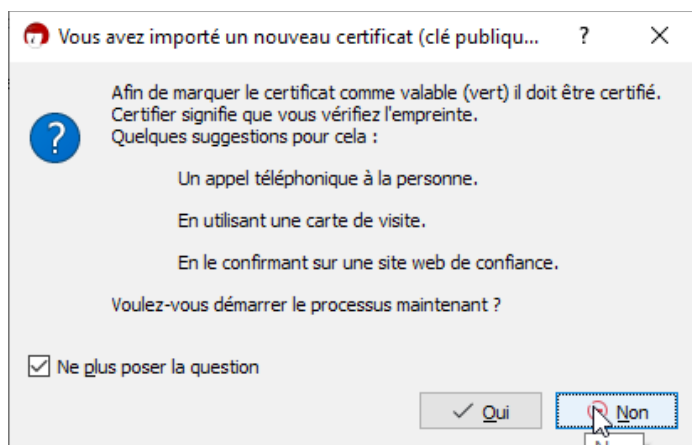 Vous avez importé un nouveau certificat (clé publiqu... ?
Afin de marquer le certificat comme valable (vert) il doit être certifié.
Certifier signifie que vous vérifiez l'empreinte.
Quelques suggestions pour cela :
Un appel téléphonique à la personne.
En utilisant une carte de visite.
En le confirmant sur une site web de confiance.
Voulez-vous démarrer le processus maintenant ?
Ne plus poser la question
Oui Non